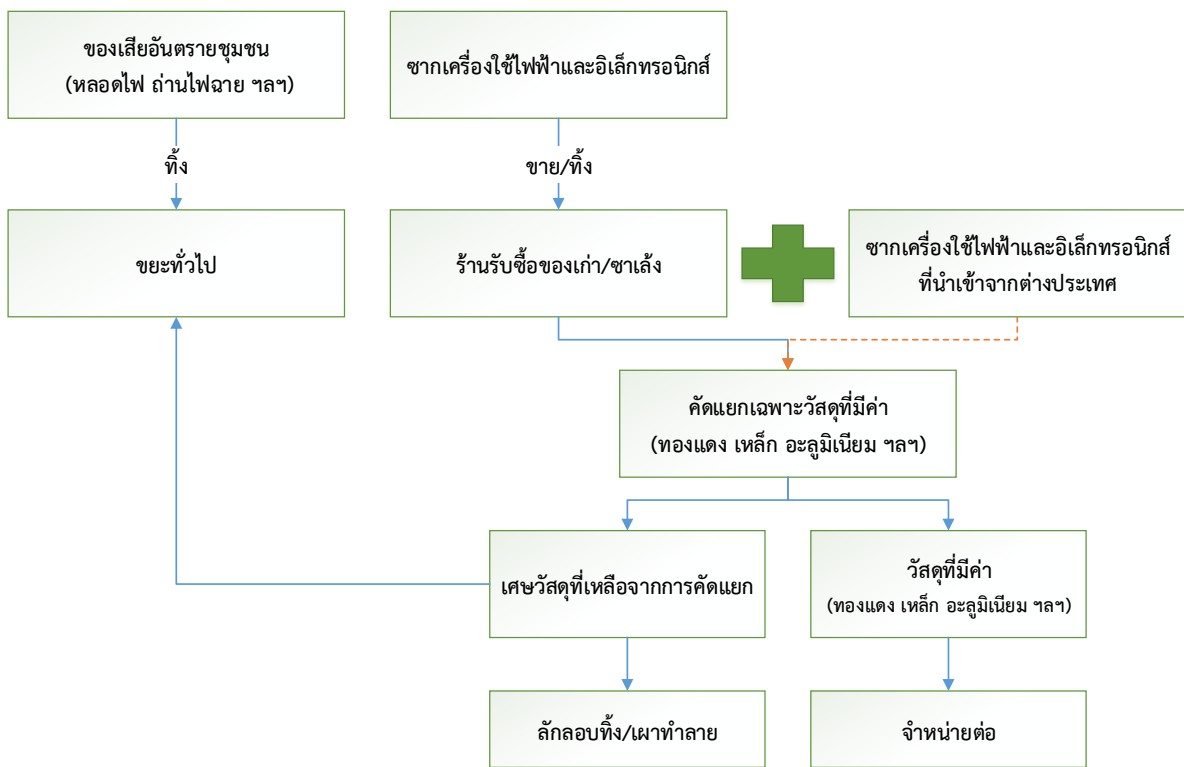 ของเสียอันตรายชุมชน
(หลอดไฟ ถ่านไฟฉาย ฯลฯ)
ซากเครื่องใช้ไฟฟ้าและอิเล็กทรอนิกส์
ทิ้ง
ขาย/ทิ้ง
ขยะทั่วไป
ร้านรับซื้อของเก่า/ซาเล้ง
ซากเครื่องใช้ไฟฟ้าและอิเล็กทรอนิกส์
ที่นำเข้าจากต่างประเทศ
คัดแยกเฉพาะวัสดุที่มีค่า
(ทองแดง เหล็ก อะลูมิเนียม ฯลฯ)
เศษวัสดุที่เหลือจากการคัดแยก
วัสดุที่มีค่า
(ทองแดง เหล็ก อะลูมิเนียม ฯลฯ)
ลักลอบทิ้ง/เผาทำลาย
จำหน่ายต่อ